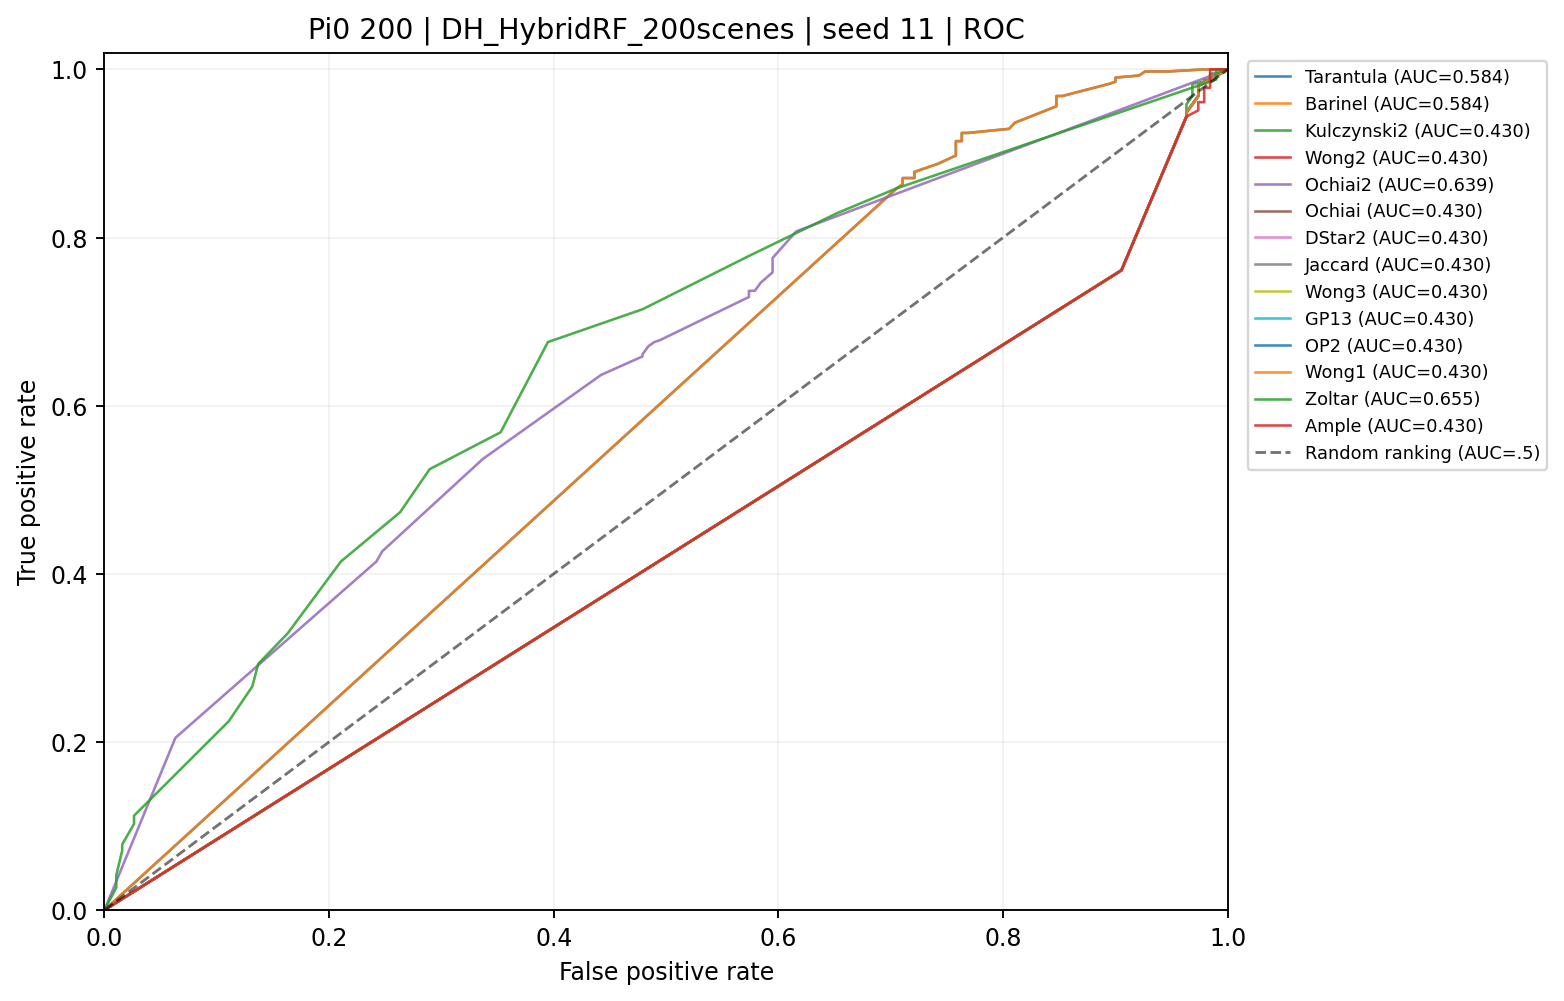 Pi0 200 | DH_HybridRF_200scenes | seed 11 | ROC
1.0
0.8
0.6
0.4
0.2
0.0
True positive rate
0.0
0.2
0.4
0.6
0.8
1.0
False positive rate
Tarantula (AUC=0.584)
Barinel (AUC=0.584)
Kulczynski2 (AUC=0.430)
Wong2 (AUC=0.430)
Ochiai2 (AUC=0.639)
Ochiai (AUC=0.430)
DStar2 (AUC=0.430)
Jaccard (AUC=0.430)
Wong3 (AUC=0.430)
GP13 (AUC=0.430)
OP2 (AUC=0.430)
Wong1 (AUC=0.430)
Zoltar (AUC=0.655)
Ample (AUC=0.430)
Random ranking (AUC=.5)